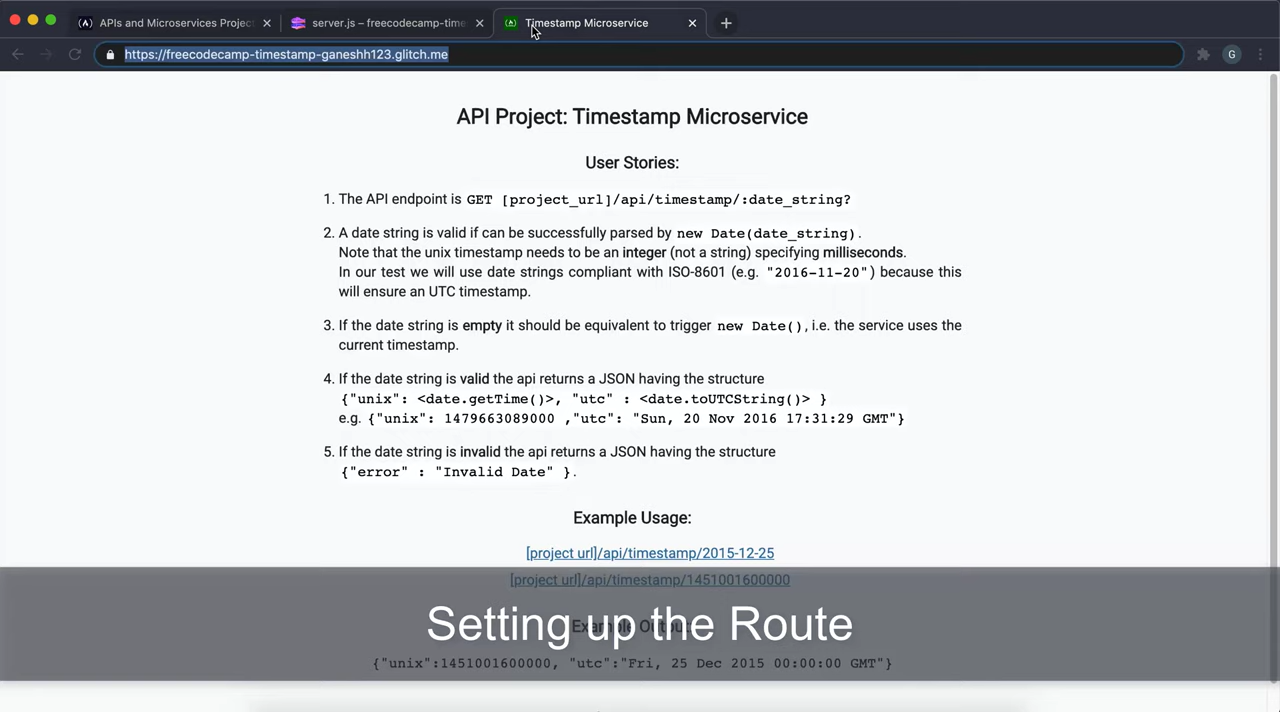 APIs and Microservices Projec
server.js – freecodecamp-time
Timestamp Microservice
https://freecodecamp-timestamp-ganeshh123.glitch.me
G
API Project: Timestamp Microservice
User Stories:
1. The API endpoint is GET [project_url]/api/timestamp/:date_string?
2. A date string is valid if can be successfully parsed by new Date(date_string).
Note that the unix timestamp needs to be an integer (not a string) specifying milliseconds.
In our test we will use date strings compliant with ISO-8601 (e.g. "2016-11-20") because this
will ensure an UTC timestamp.
3. If the date string is empty it should be equivalent to trigger new Date(), i.e. the service uses the
current timestamp.
4. If the date string is valid the api returns a JSON having the structure
{"unix": <date.getTime()>, "utc" : <date.toUTCString()> }
e.g. {"unix": 1479663089000 ,"utc": "Sun, 20 Nov 2016 17:31:29 GMT"}
5. If the date string is invalid the api returns a JSON having the structure
{"error" : "Invalid Date" }.
Example Usage:
[project url]/api/timestamp/2015-12-25
[project url]/api/timestamp/1451001600000
Setting up the Route
{"unix":1451001600000, "utc":"Fri, 25 Dec 2015 00:00:00 GMT"}